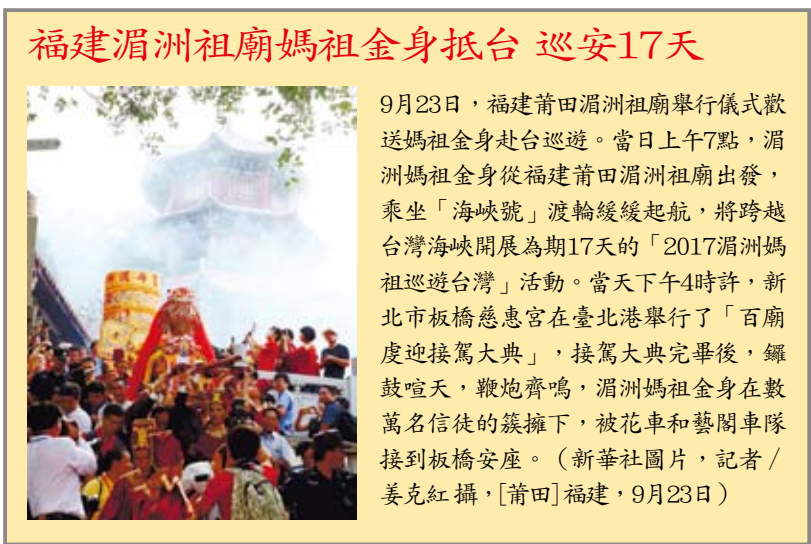 福建湄洲祖廟媽祖金身抵台 巡安17天
9月23日，福建莆田湄洲祖廟舉行儀式歡
送媽祖金身赴台巡遊。當日上午7點，湄
洲媽祖金身從福建莆田湄洲祖廟出發，
乘坐「海峽號」渡輪緩緩起航，將跨越
台灣海峽開展為期17天的「2017湄洲媽
祖巡遊台灣」活動。當天下午4時許，新
北市板橋慈惠宮在臺北港舉行了「百廟
虔迎接駕大典」，接駕大典完畢後，鑼
鼓喧天，鞭炮齊鳴，湄洲媽祖金身在數
萬名信徒的簇擁下，被花車和藝閣車隊
接到板橋安座。（新華社圖片，記者／
姜克紅 攝，[莆田]福建，9月23日）